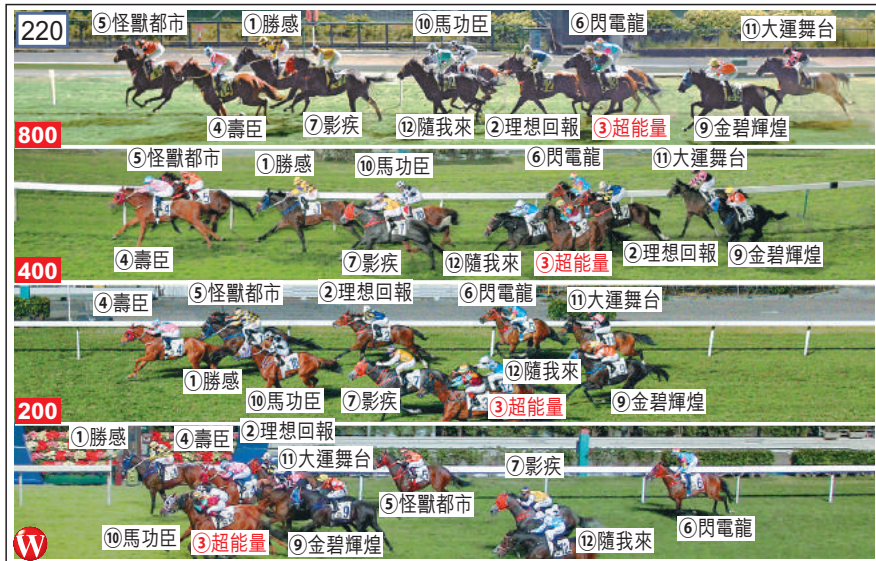 220
⑤怪獸都市 ①勝感 ⑩馬功臣 ⑥閃電龍 ⑪大運舞台
④壽臣 ⑦影疾 ⑫隨我來 ②理想回報 ③超能量 ⑨金碧輝煌
800
⑤怪獸都市 ①勝感 ⑩馬功臣 ⑥閃電龍 ⑪大運舞台
④壽臣 ⑦影疾 ⑫隨我來 ③超能量 ②理想回報 ⑨金碧輝煌
400
④壽臣 ⑤怪獸都市 ②理想回報 ⑥閃電龍 ⑪大運舞台
①勝感 ⑩馬功臣 ⑦影疾 ③超能量 ⑫隨我來 ⑨金碧輝煌
200
①勝感 ④壽臣 ②理想回報 ⑪大運舞台 ⑦影疾
⑤怪獸都市
⑩馬功臣 ③超能量 ⑨金碧輝煌 ⑫隨我來 ⑥閃電龍
W